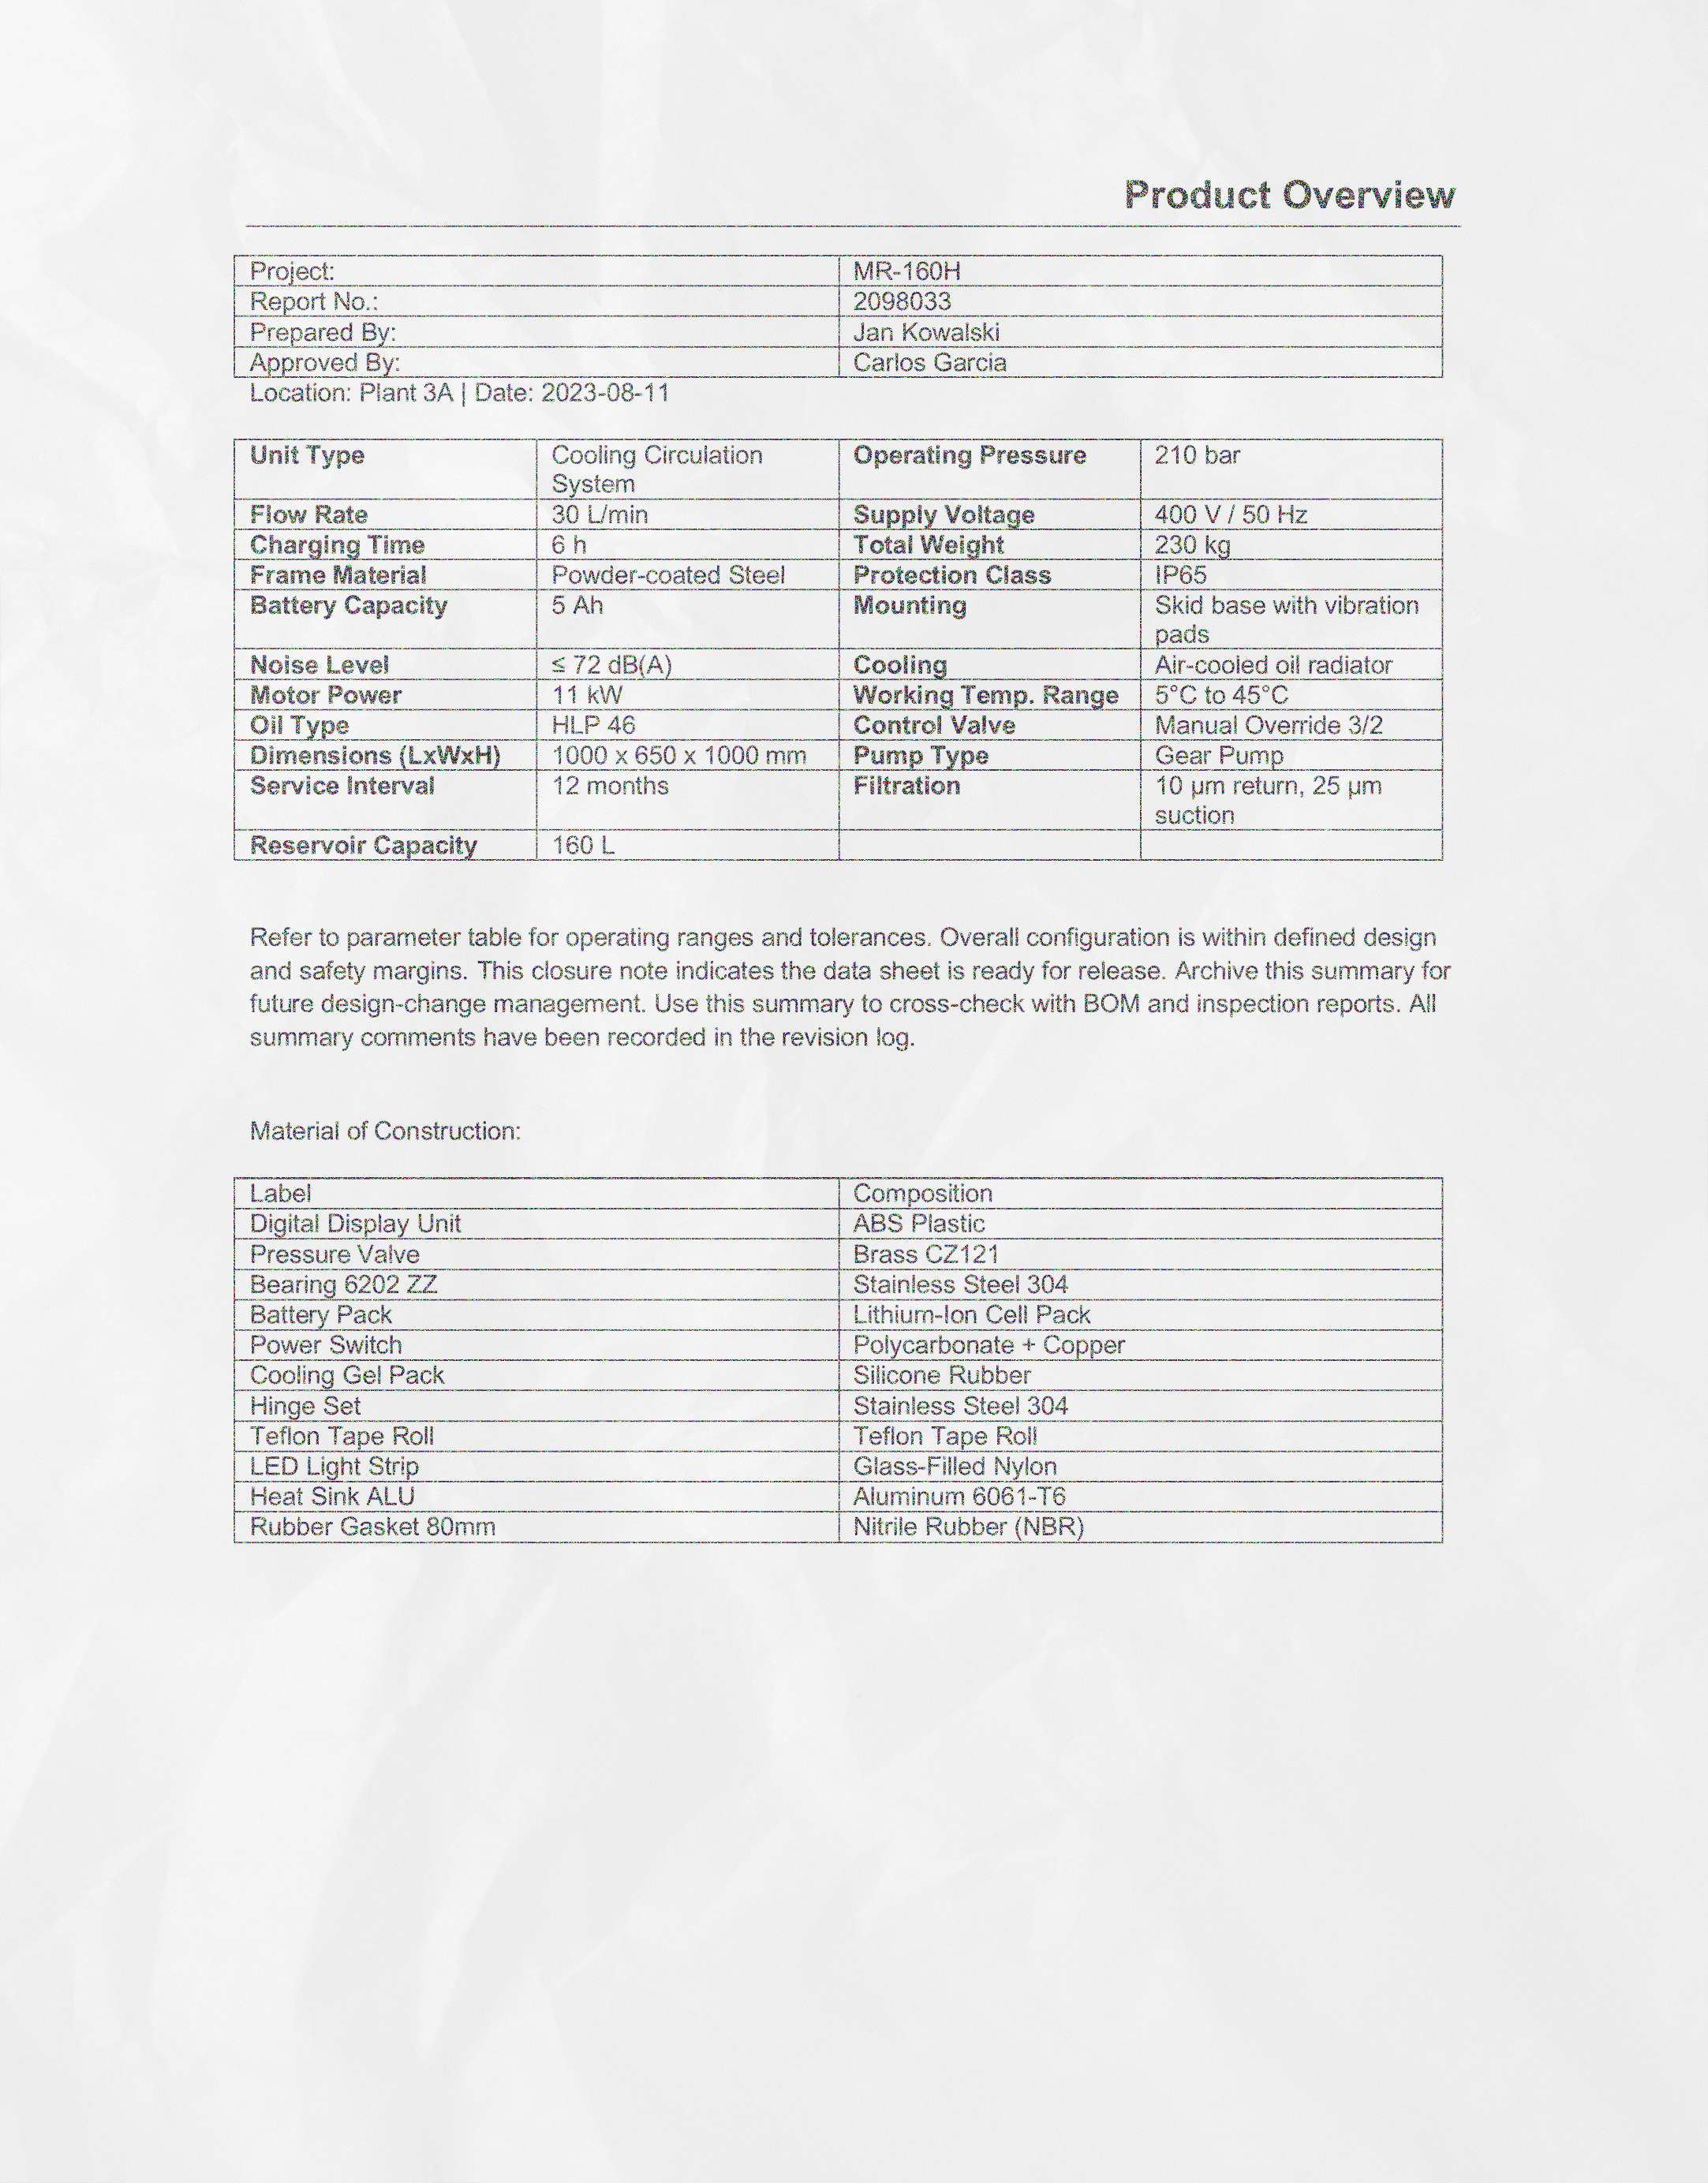 Product Overview
Project: MR-160H
Report No.: 2098033
Prepared By: Jan Kowalski
Approved By: Carlos Garcia
Location: Plant 3A | Date: 2023-08-11
Unit Type Cooling Circulation System Operating Pressure 210 bar
Flow Rate 30 L/min Supply Voltage 400 V / 50 Hz
Charging Time 6 h Total Weight 230 kg
Frame Material Powder-coated Steel Protection Class IP65
Battery Capacity 5 Ah Mounting Skid base with vibration pads
Noise Level ≤ 72 dB(A) Cooling Air-cooled oil radiator
Motor Power 11 kW Working Temp. Range 5°C to 45°C
Oil Type HLP 46 Control Valve Manual Override 3/2
Dimensions (LxWxH) 1000 x 650 x 1000 mm Pump Type Gear Pump
Service Interval 12 months Filtration 10 µm return, 25 µm suction
Reservoir Capacity 160 L
Refer to parameter table for operating ranges and tolerances. Overall configuration is within defined design
and safety margins. This closure note indicates the data sheet is ready for release. Archive this summary for
future design-change management. Use this summary to cross-check with BOM and inspection reports. All
summary comments have been recorded in the revision log.
Material of Construction:
Label Composition
Digital Display Unit ABS Plastic
Pressure Valve Brass CZ121
Bearing 6202 ZZ Stainless Steel 304
Battery Pack Lithium-Ion Cell Pack
Power Switch Polycarbonate + Copper
Cooling Gel Pack Silicone Rubber
Hinge Set Stainless Steel 304
Teflon Tape Roll Teflon Tape Roll
LED Light Strip Glass-Filled Nylon
Heat Sink ALU Aluminum 6061-T6
Rubber Gasket 80mm Nitrile Rubber (NBR)